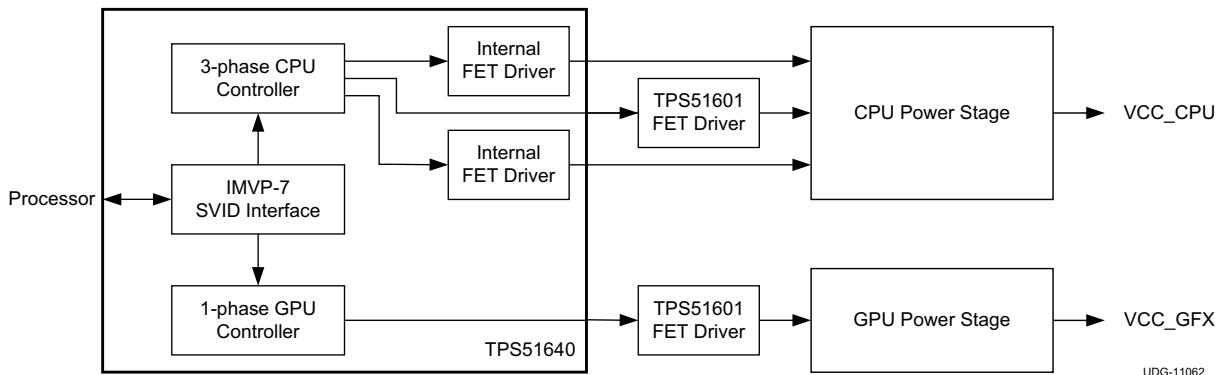 Internal
FET Driver
3-phase CPU
Controller
TPS51601
FET Driver
CPU Power Stage
VCC_CPU
Internal
FET Driver
Processor
IMVP-7
SVID Interface
1-phase GPU
Controller
TPS51601
FET Driver
GPU Power Stage
VCC_GFX
TPS51640
UDG-11062